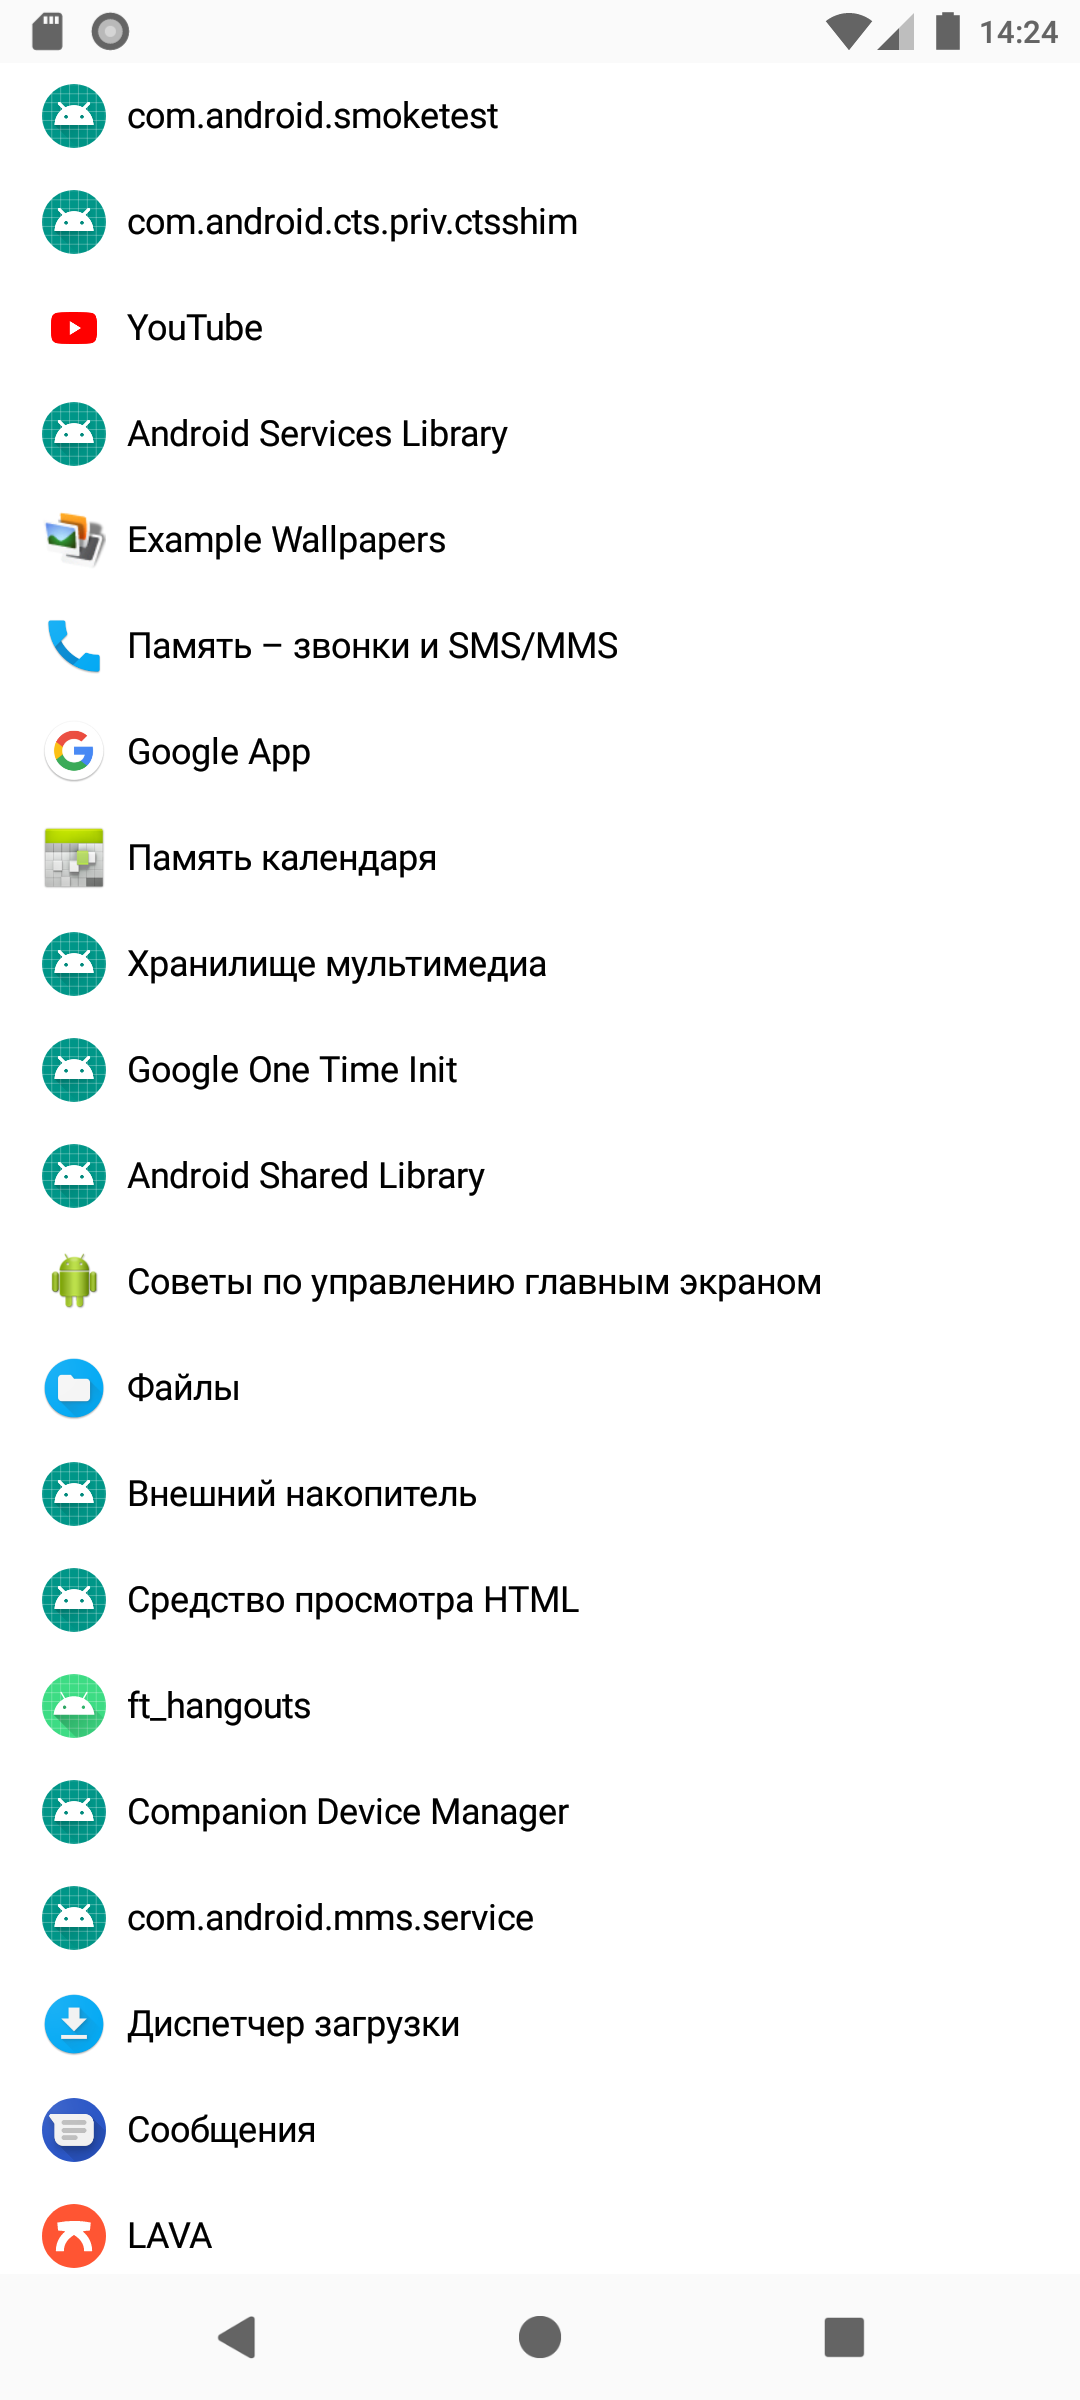 14:24
com.android.smoketest
com.android.cts.priv.ctsshim
YouTube
Android Services Library
Example Wallpapers
Память – звонки и SMS/MMS
Google App
Память календаря
Хранилище мультимедиа
Google One Time Init
Android Shared Library
Советы по управлению главным экраном
Файлы
Внешний накопитель
Средство просмотра HTML
ft_hangouts
Companion Device Manager
com.android.mms.service
Диспетчер загрузки
Сообщения
LAVA